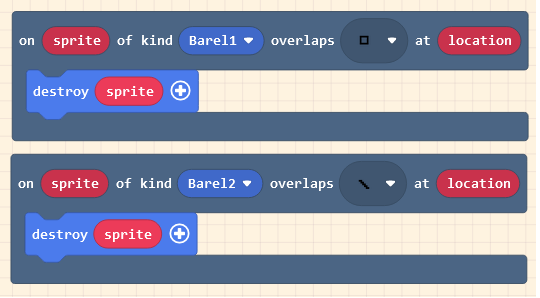 on sprite of kind Barel1 overlaps at location
destroy sprite
on sprite of kind Barel2 overlaps at location
destroy sprite